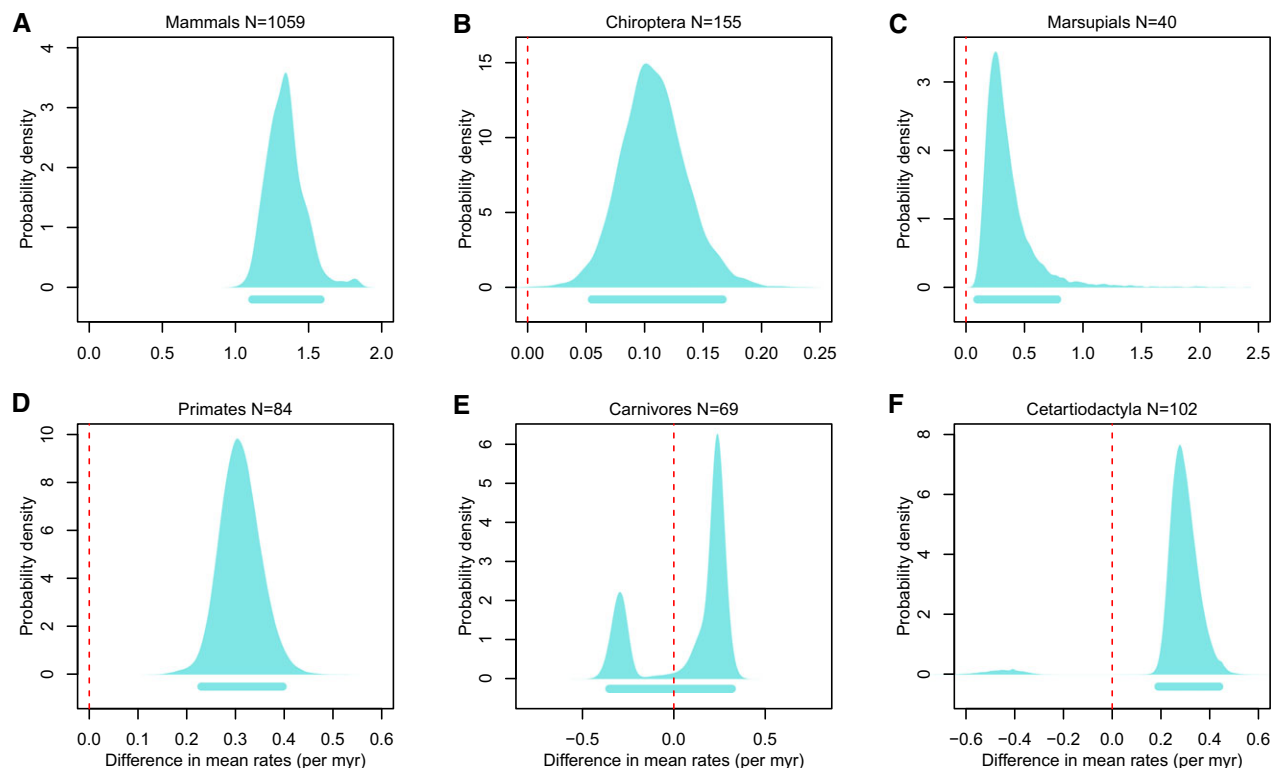 A
Mammals N=1059
Probability density
0 1 2 3 4
0.0 0.5 1.0 1.5 2.0
B
Chiroptera N=155
Probability density
0 5 10 15
0.00 0.05 0.10 0.15 0.20 0.25
C
Marsupials N=40
Probability density
0 1 2 3
0.0 0.5 1.0 1.5 2.0 2.5
D
Primates N=84
Probability density
0 2 4 6 8 10
0.0 0.1 0.2 0.3 0.4 0.5 0.6
Difference in mean rates (per myr)
E
Carnivores N=69
Probability density
0 1 2 3 4 5 6
−0.5 0.0 0.5
Difference in mean rates (per myr)
F
Cetartiodactyla N=102
Probability density
0 2 4 6 8
−0.6 −0.4 −0.2 0.0 0.2 0.4 0.6
Difference in mean rates (per myr)